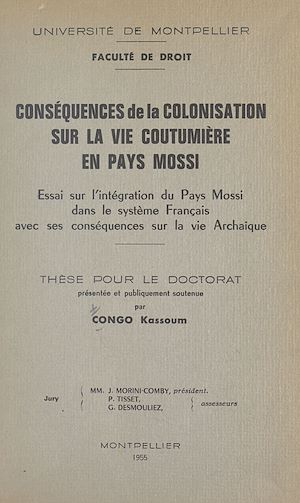 UNIVERSITÉ DE MONTPELLIER
FACULTÉ DE DROIT
CONSÉQUENCES de la COLONISATION
SUR LA VIE COUTUMIÈRE
EN PAYS MOSSI
Essai sur l'intégration du Pays Mossi
dans le système Français
avec ses conséquences sur la vie Archaique
THÈSE POUR LE DOCTORAT
présentée et publiquement soutenue
par
CONGO Kassoum
MM. J. MORINI-COMBY, président.
Jury P. TISSET,
G. DESMOULIEZ, assesseurs
MONTPELLIER
1955